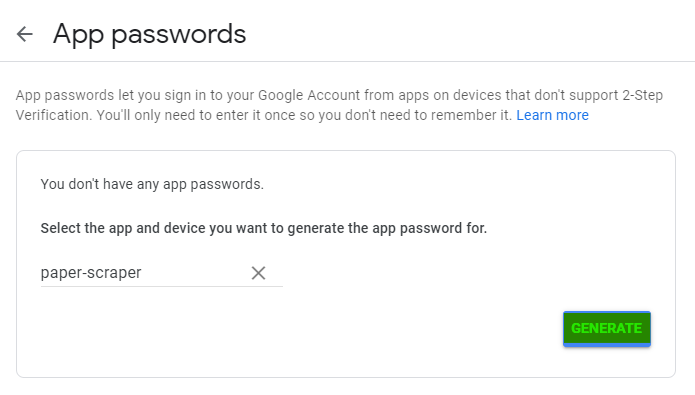 App passwords
App passwords let you sign in to your Google Account from apps on devices that don't support 2-Step
Verification. You'll only need to enter it once so you don't need to remember it. Learn more
You don't have any app passwords.
Select the app and device you want to generate the app password for.
paper-scraper
GENERATE